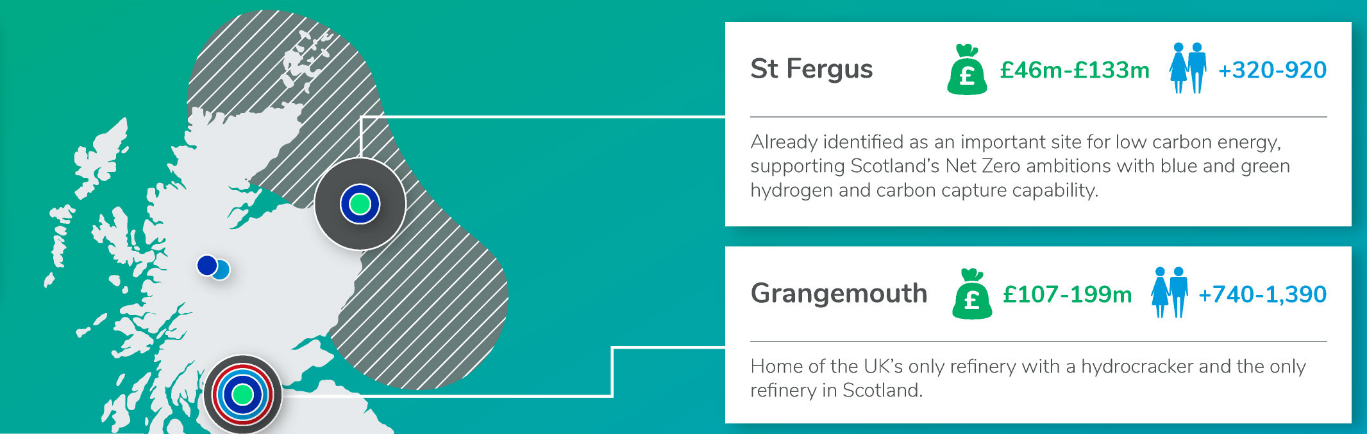 St Fergus
£
£46m-£133m
+320-920
Already identified as an important site for low carbon energy,
supporting Scotland's Net Zero ambitions with blue and green
hydrogen and carbon capture capability.
Grangemouth
£
£107-199m
+740-1,390
Home of the UK's only refinery with a hydrocracker and the only
refinery in Scotland.